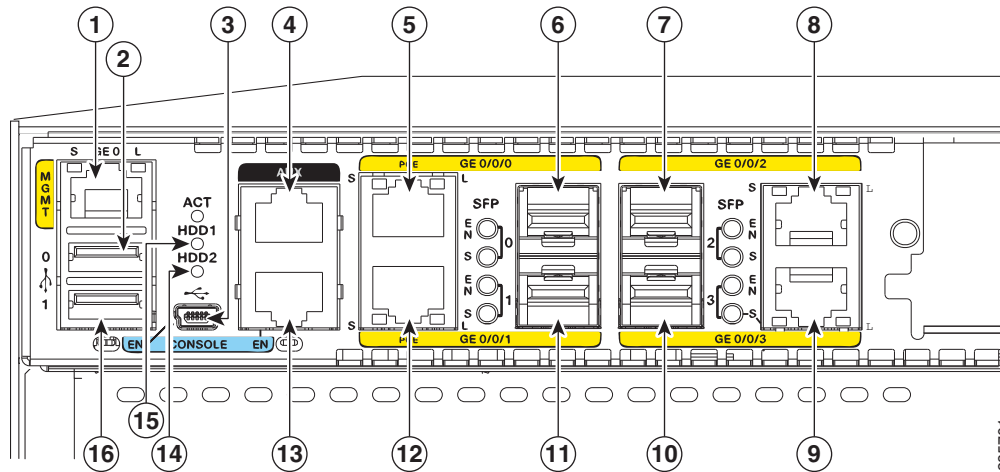 1 2 3 4 5 6 7 8
S GE 0 L
MGMT
ACT
HDD1
HDD2
0
1
AUX
POE GE 0/0/0
S L
SFP
EN
S
0
EN
S
1
S L
POE GE 0/0/1
GE 0/0/2
SFP
EN
S
2
EN
S
3
S L
S L
GE 0/0/3
EN CONSOLE EN
15
16 14 13 12 11 10 9